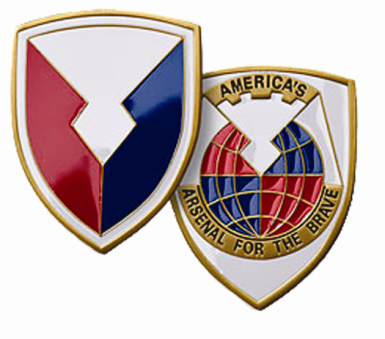 AMERICA'S
ARSENAL FOR THE BRAVE